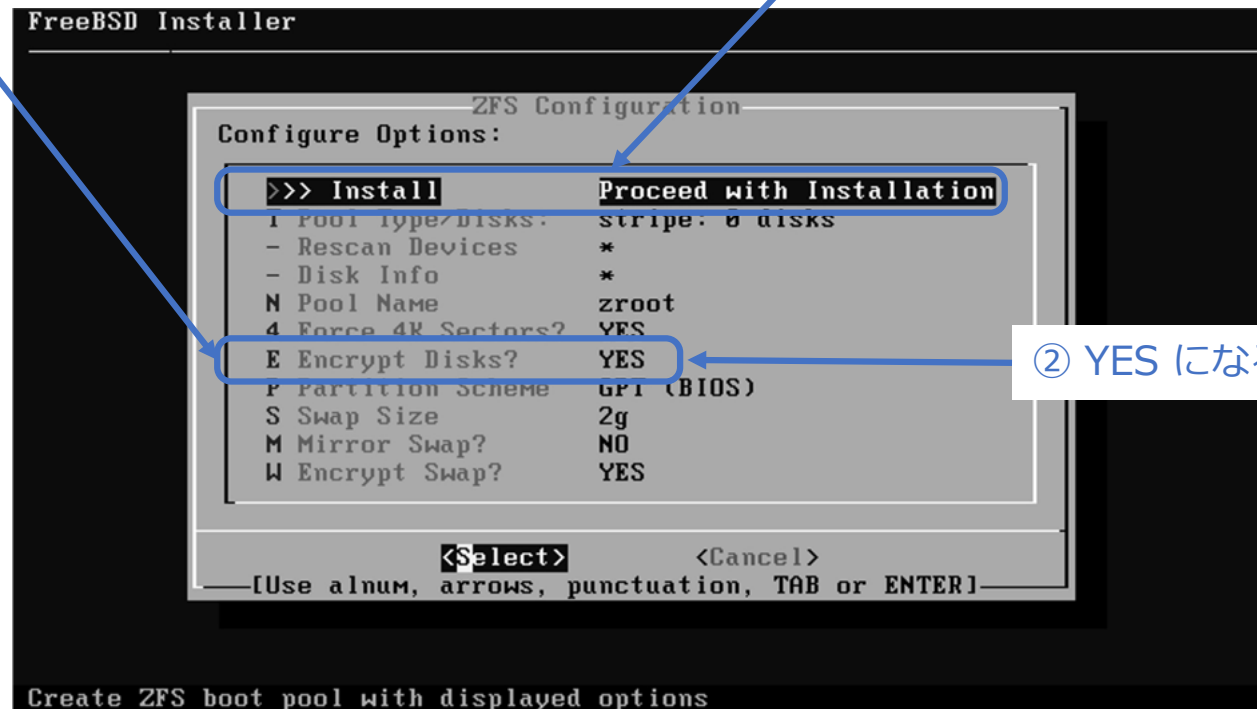 FreeBSD Installer
ZFS Configuration
Configure Options:
>>> Install Proceed with Installation
T Pool Type/Disks: stripe: 0 disks
- Rescan Devices *
- Disk Info *
N Pool Name zroot
4 Force 4K Sectors? YES
E Encrypt Disks? YES
② YES にな
P Partition Scheme GPT (BIOS)
S Swap Size 2g
M Mirror Swap? NO
W Encrypt Swap? YES
<Select> <Cancel>
[Use alnum, arrows, punctuation, TAB or ENTER]
Create ZFS boot pool with displayed options